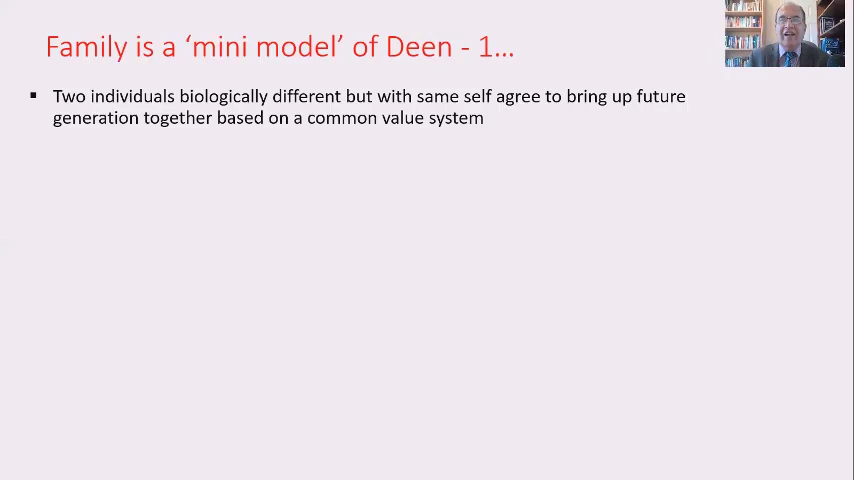 Family is a ‘mini model’ of Deen - 1…
▪ Two individuals biologically different but with same self agree to bring up future
generation together based on a common value system